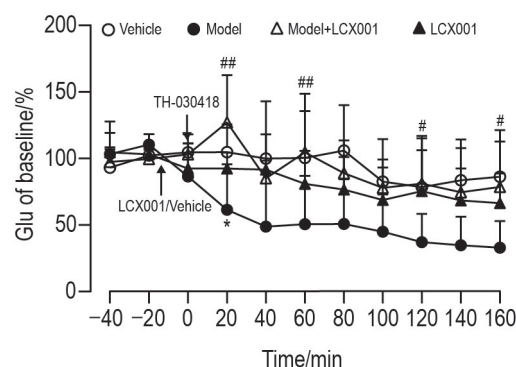 200
Vehicle Model Model+LCX001 LCX001
150
##
##
TH-030418
#
#
100
LCX001/Vehicle
50
*
0
−40 −20 0 20 40 60 80 100 120 140 160
Time/min
Glu of baseline/%